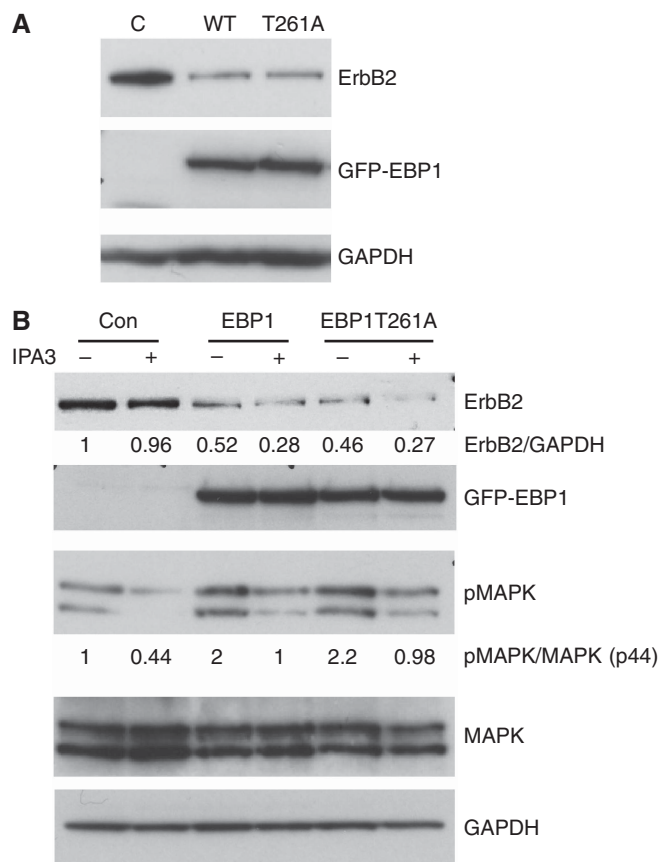 A
C WT T261A
ErbB2
GFP-EBP1
GAPDH
B
Con EBP1 EBP1T261A
IPA3 – + – + – +
ErbB2
1 0.96 0.52 0.28 0.46 0.27 ErbB2/GAPDH
GFP-EBP1
pMAPK
1 0.44 2 1 2.2 0.98 pMAPK/MAPK (p44)
MAPK
GAPDH